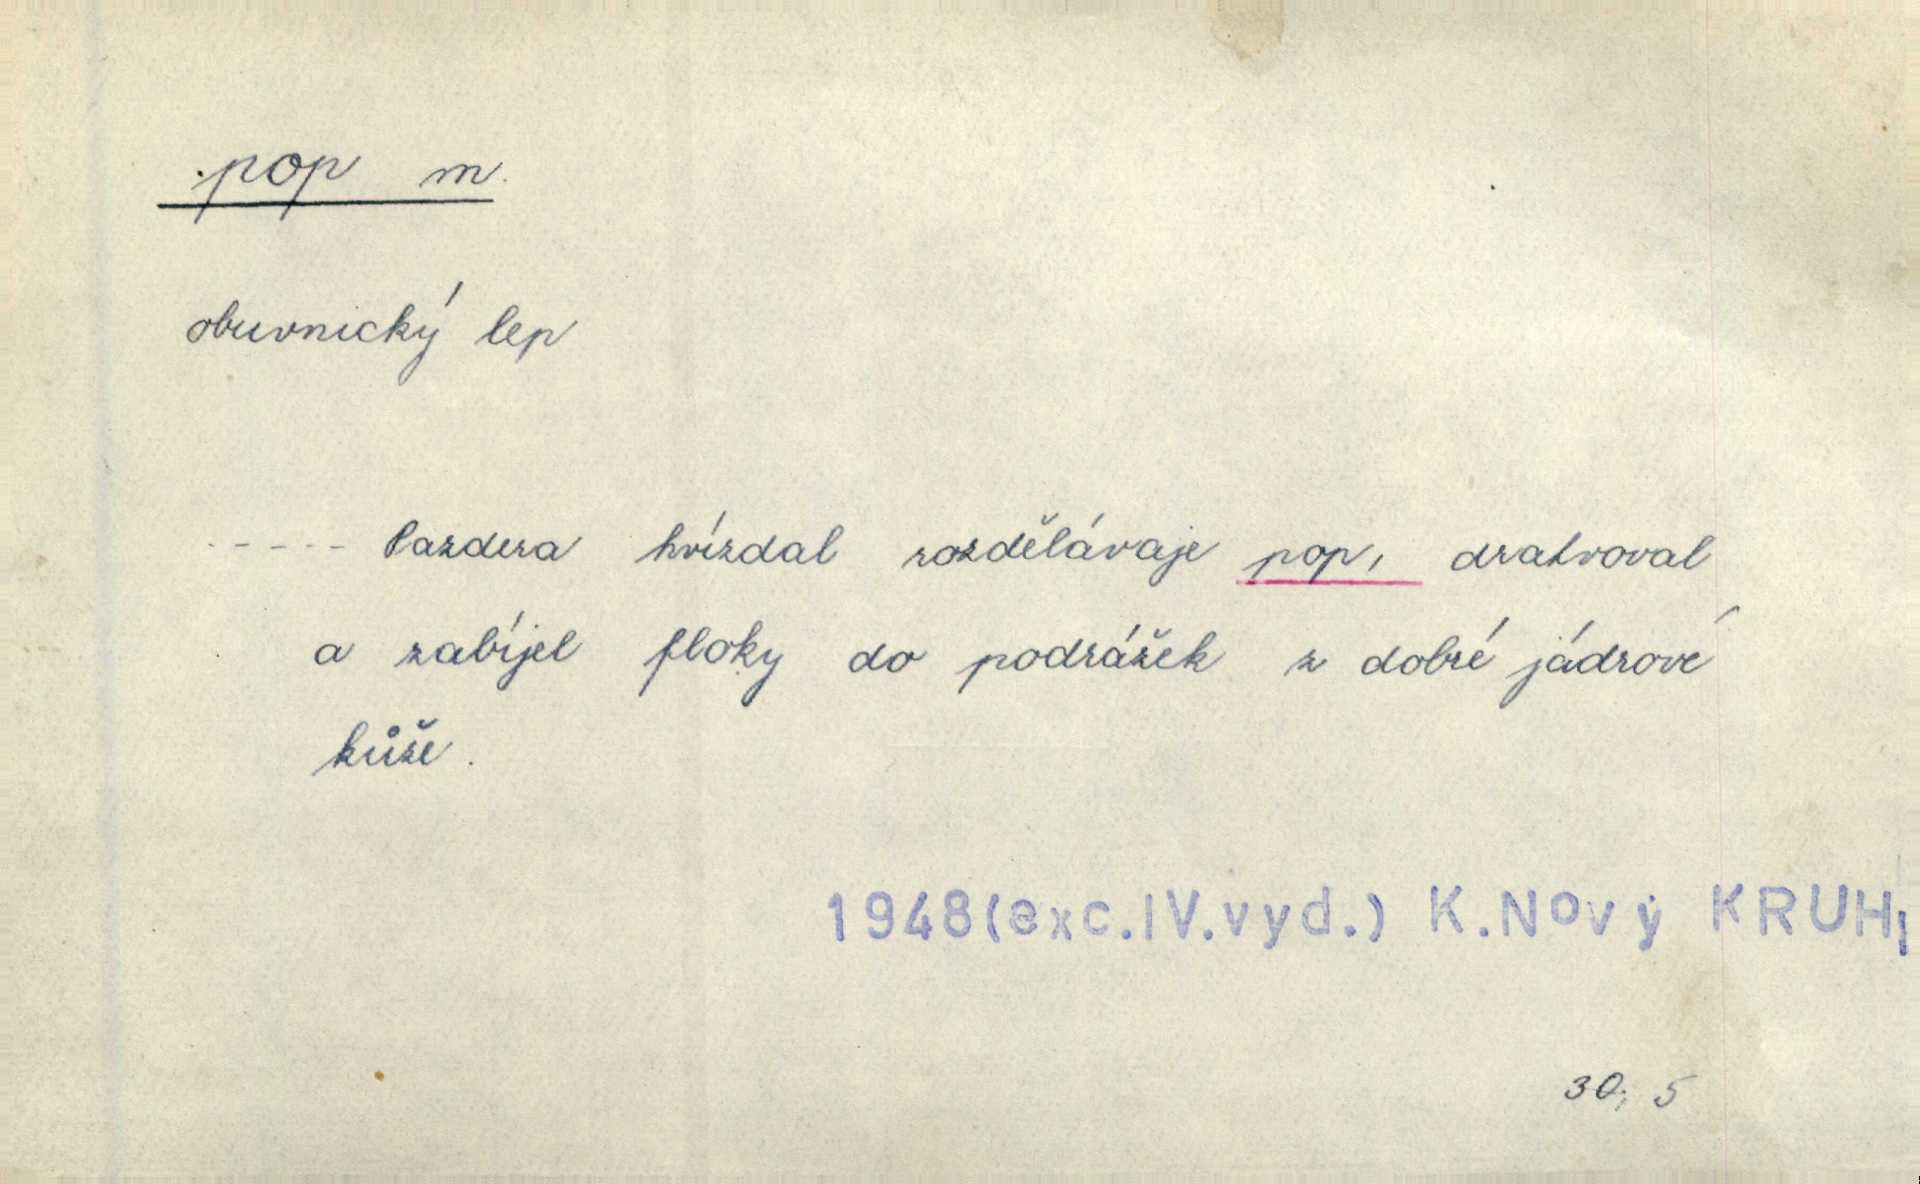 pop m.
obuvnický lep
----- Pazdera hvízdal rozdělávaje pop, dratvoval
a zabíjel floky do podrážek z dobré jádrové
kůže.
1948(exc.IV.vyd.) K.Nový KRUHI
30; 5